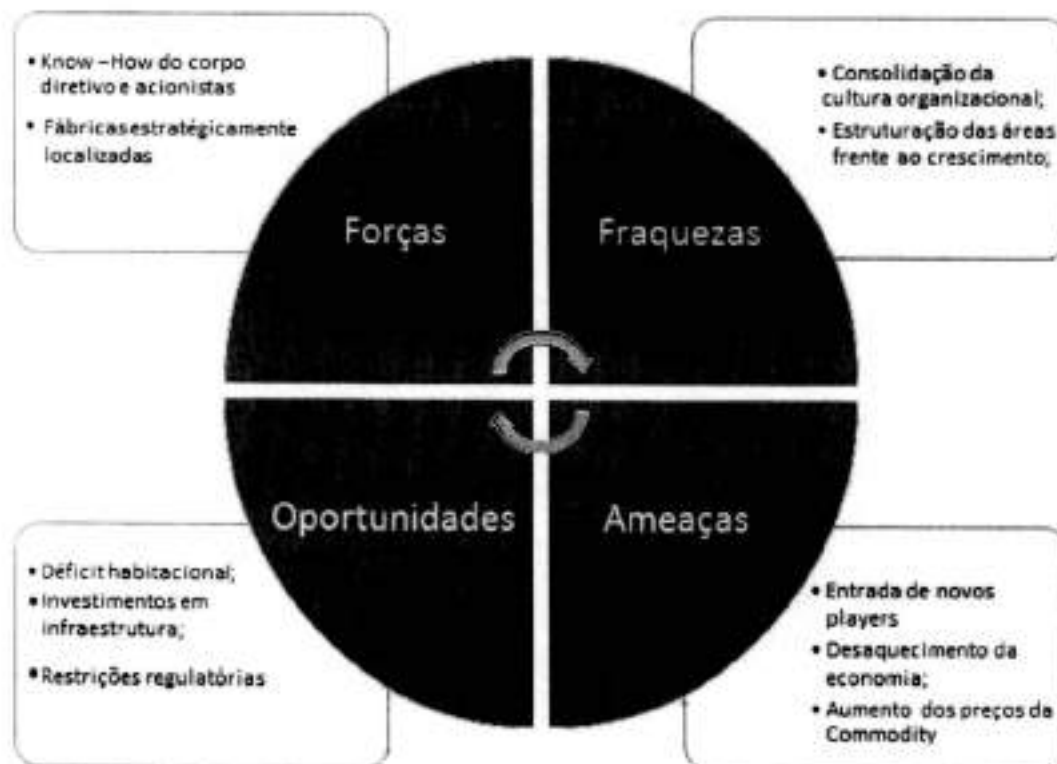 • Know –How do corpo
diretivo e acionistas
• Fábricas estratégicamente
localizadas
• Consolidação da
cultura organizacional;
• Estruturação das áreas
frente ao crescimento;
Forças
Fraquezas
Oportunidades
Ameaças
• Déficit habitacional;
• Investimentos em
infraestrutura;
• Restrições regulatórias
• Entrada de novos
players
• Desaquecimento da
economia;
• Aumento dos preços da
Commodity